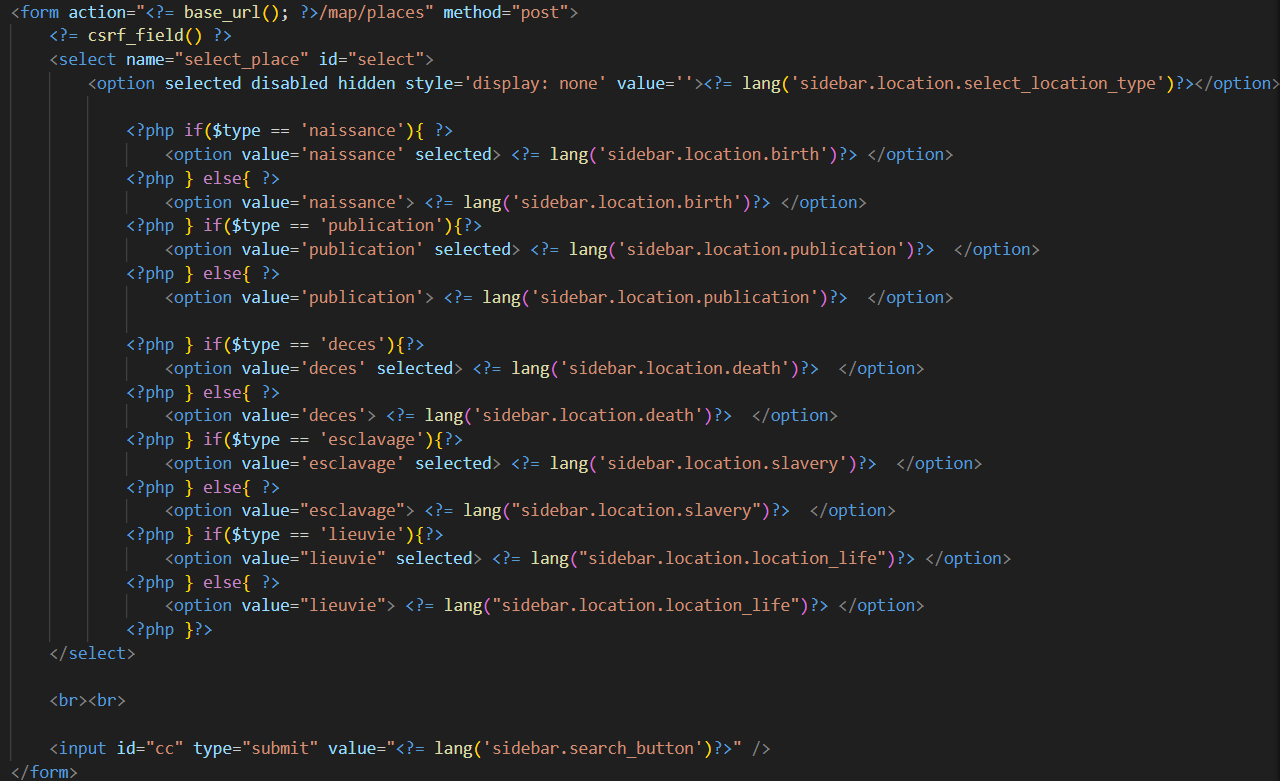 <form action="<?= base_url(); ?>/map/places" method="post">
<?= csrf_field() ?>
<select name="select_place" id="select">
<option selected disabled hidden style='display: none' value=''><?= lang('sidebar.location.select_location_type')?></option>
<?php if($type == 'naissance'){ ?>
<option value='naissance' selected> <?= lang('sidebar.location.birth')?> </option>
<?php } else{ ?>
<option value='naissance'> <?= lang('sidebar.location.birth')?> </option>
<?php } if($type == 'publication'){?>
<option value='publication' selected> <?= lang('sidebar.location.publication')?>  </option>
<?php } else{ ?>
<option value='publication'> <?= lang('sidebar.location.publication')?>  </option>
<?php } if($type == 'deces'){?>
<option value='deces' selected> <?= lang('sidebar.location.death')?>  </option>
<?php } else{ ?>
<option value='deces'> <?= lang('sidebar.location.death')?>  </option>
<?php } if($type == 'esclavage'){?>
<option value='esclavage' selected> <?= lang('sidebar.location.slavery')?>  </option>
<?php } else{ ?>
<option value="esclavage"> <?= lang("sidebar.location.slavery")?>  </option>
<?php } if($type == 'lieuvie'){?>
<option value="lieuvie" selected> <?= lang("sidebar.location.location_life")?> </option>
<?php } else{ ?>
<option value="lieuvie"> <?= lang("sidebar.location.location_life")?> </option>
<?php }?>
</select>
<br><br>
<input id="cc" type="submit" value="<?= lang('sidebar.search_button')?>" />
</form>